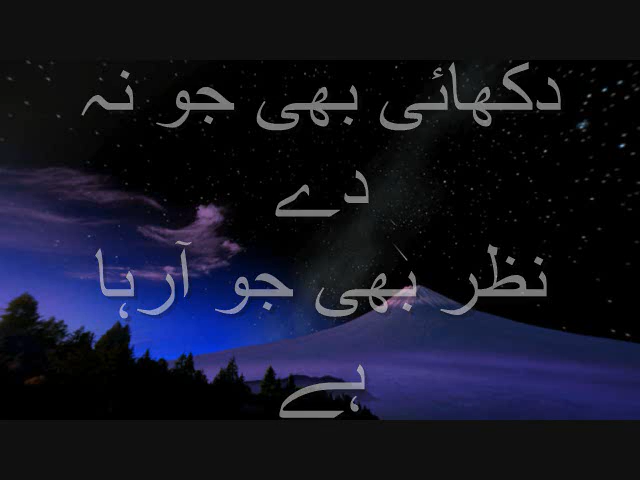 دکھائی بھی جو نہ
دے
نظر بھی جو آرہا
ہے